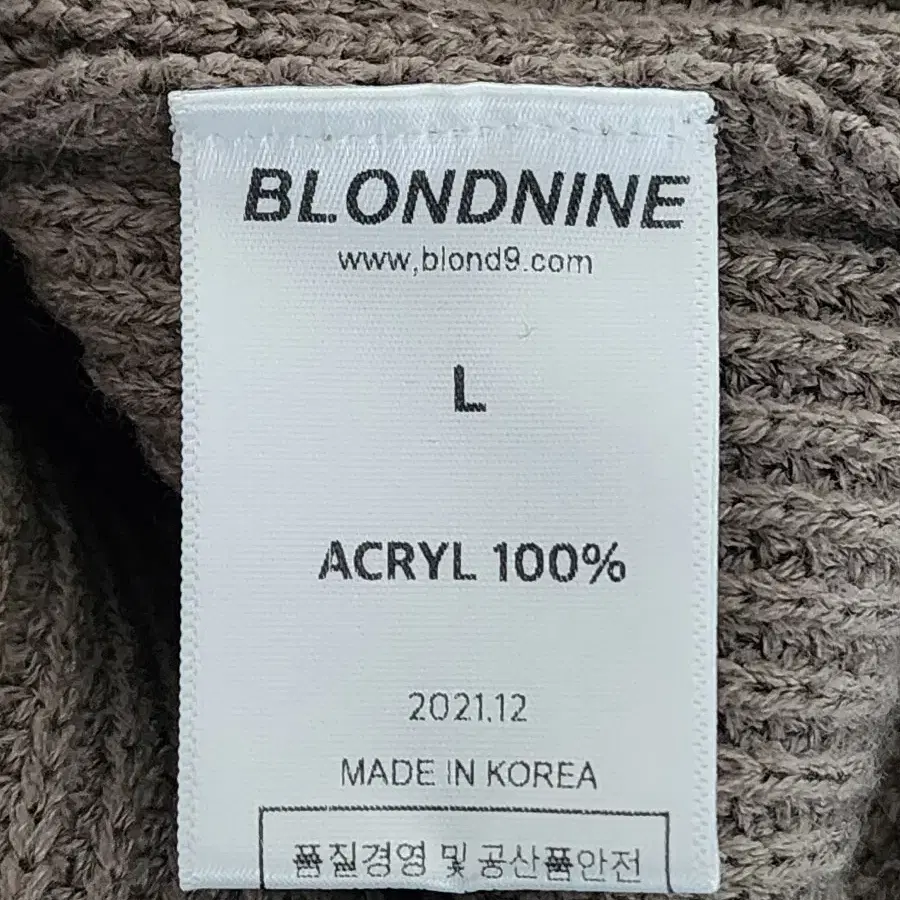 BLONDNINE
www.blond9.com
L
ACRYL 100%
2021.12
MADE IN KOREA
품질경영 및 공산품안전